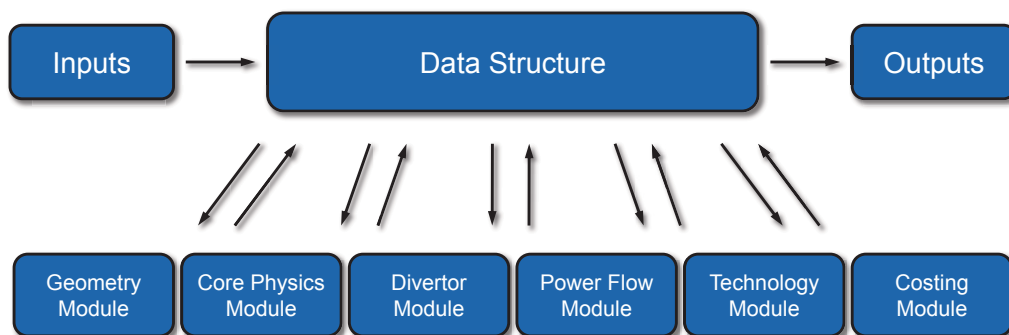 Inputs
Data Structure
Outputs
Geometry
Module
Core Physics
Module
Divertor
Module
Power Flow
Module
Technology
Module
Costing
Module